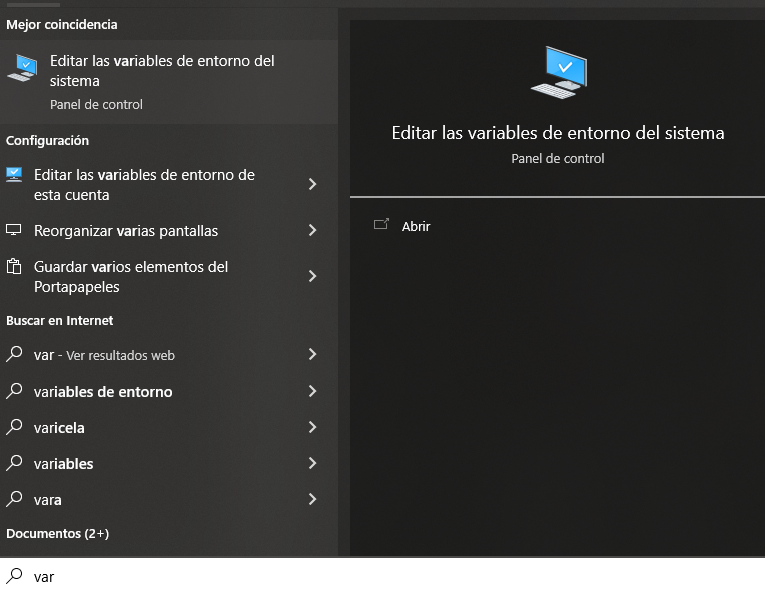 Mejor coincidencia
Editar las variables de entorno del
sistema
Panel de control
Configuración
Editar las variables de entorno de
esta cuenta
Reorganizar varias pantallas
Guardar varios elementos del
Portapapeles
Buscar en Internet
var - Ver resultados web
variables de entorno
varicela
variables
vara
Documentos (2+)
var
Editar las variables de entorno del sistema
Panel de control
Abrir